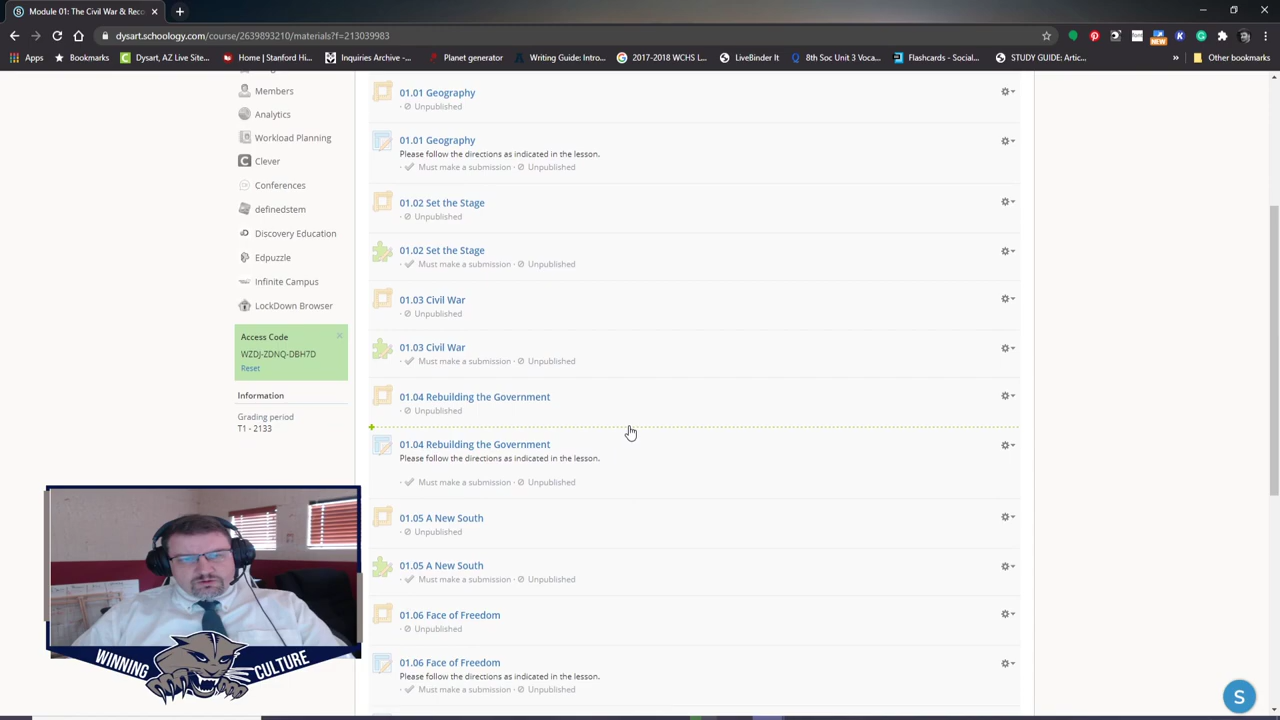 Module 01: The Civil War & Reco
dysart.schoology.com/course/2639893210/materials?f=213039983
Apps
Bookmarks
Dysart, AZ Live Site...
Home | Stanford Hi...
Inquiries Archive -...
Planet generator
Writing Guide: Intro...
2017-2018 WCHS L...
LiveBinder It
8th Soc Unit 3 Voca...
Flashcards - Social...
STUDY GUIDE: Artic...
»
Other bookmarks
NEW
Members
Analytics
Workload Planning
Clever
Conferences
definedstem
Discovery Education
Edpuzzle
Infinite Campus
LockDown Browser
Access Code
WZDJ-ZDNQ-DBH7D
Reset
Information
Grading period
T1 - 2133
01.01 Geography
· Unpublished
01.01 Geography
Please follow the directions as indicated in the lesson.
· Must make a submission · Unpublished
01.02 Set the Stage
· Unpublished
01.02 Set the Stage
· Must make a submission · Unpublished
01.03 Civil War
· Unpublished
01.03 Civil War
· Must make a submission · Unpublished
01.04 Rebuilding the Government
· Unpublished
01.04 Rebuilding the Government
Please follow the directions as indicated in the lesson.
· Must make a submission · Unpublished
01.05 A New South
· Unpublished
01.05 A New South
· Must make a submission · Unpublished
01.06 Face of Freedom
· Unpublished
01.06 Face of Freedom
Please follow the directions as indicated in the lesson.
· Must make a submission · Unpublished
WINNING CULTURE
S